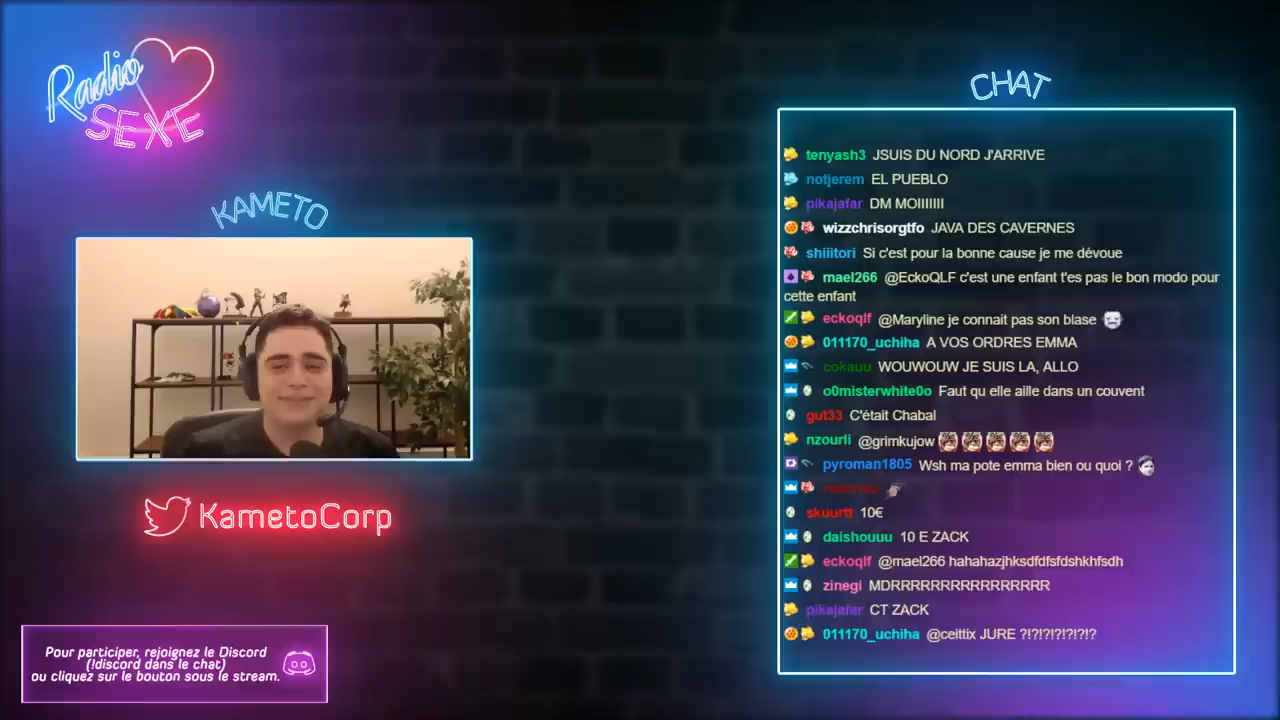 Radio
SEXE
KAMETO
KametoCorp
Pour participer, rejoignez le Discord
(!discord dans le chat)
ou cliquez sur le bouton sous le stream.
CHAT
tenyash3 JSUIS DU NORD J'ARRIVE
notjerem EL PUEBLO
pikajafar DM MOIIIIIII
wizzchrisorgtfo JAVA DES CAVERNES
shiiitori Si c'est pour la bonne cause je me dévoue
mael266 @EckoQLF c'est une enfant t'es pas le bon modo pour
cette enfant
eckoqlf @Maryline je connait pas son blase
011170_uchiha A VOS ORDRES EMMA
cokauu WOUWOUW JE SUIS LA, ALLO
o0misterwhite0o Faut qu elle aille dans un couvent
gut33 C'était Chabal
nzourli @grimkujow
pyroman1805 Wsh ma pote emma bien ou quoi ?
skuurtt 10€
daishouuu 10 E ZACK
eckoqlf @mael266 hahahazjhksdfdfsfdshkhfsdh
zinegi MDRRRRRRRRRRRRRRRR
pikajafar CT ZACK
011170_uchiha @ceittix JURE ?!?!?!?!?!?!?